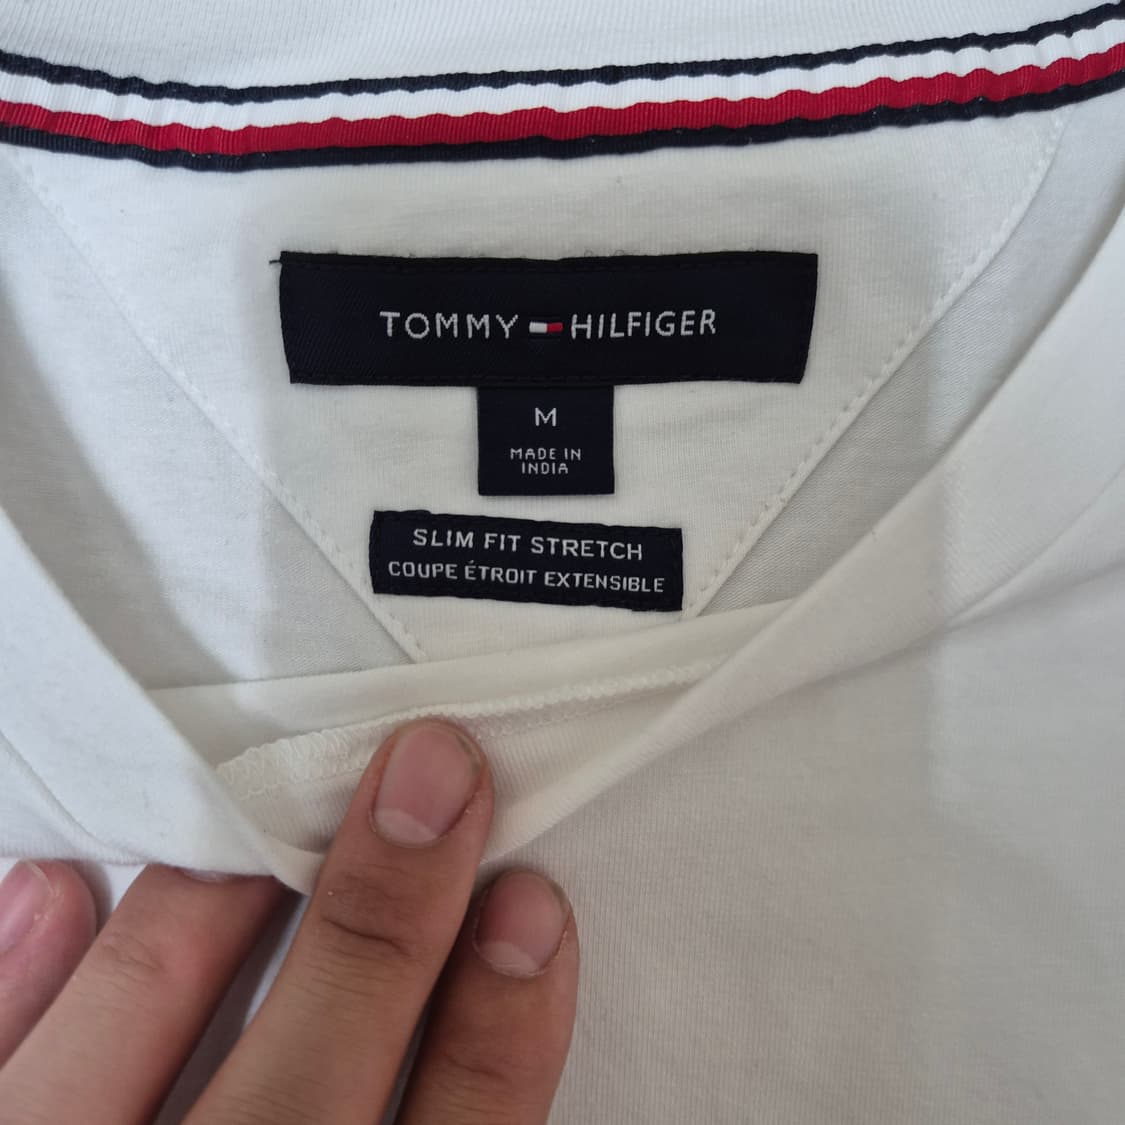 TOMMY HILFIGER
M
MADE IN
INDIA
SLIM FIT STRETCH
COUPE ÉTROIT EXTENSIBLE